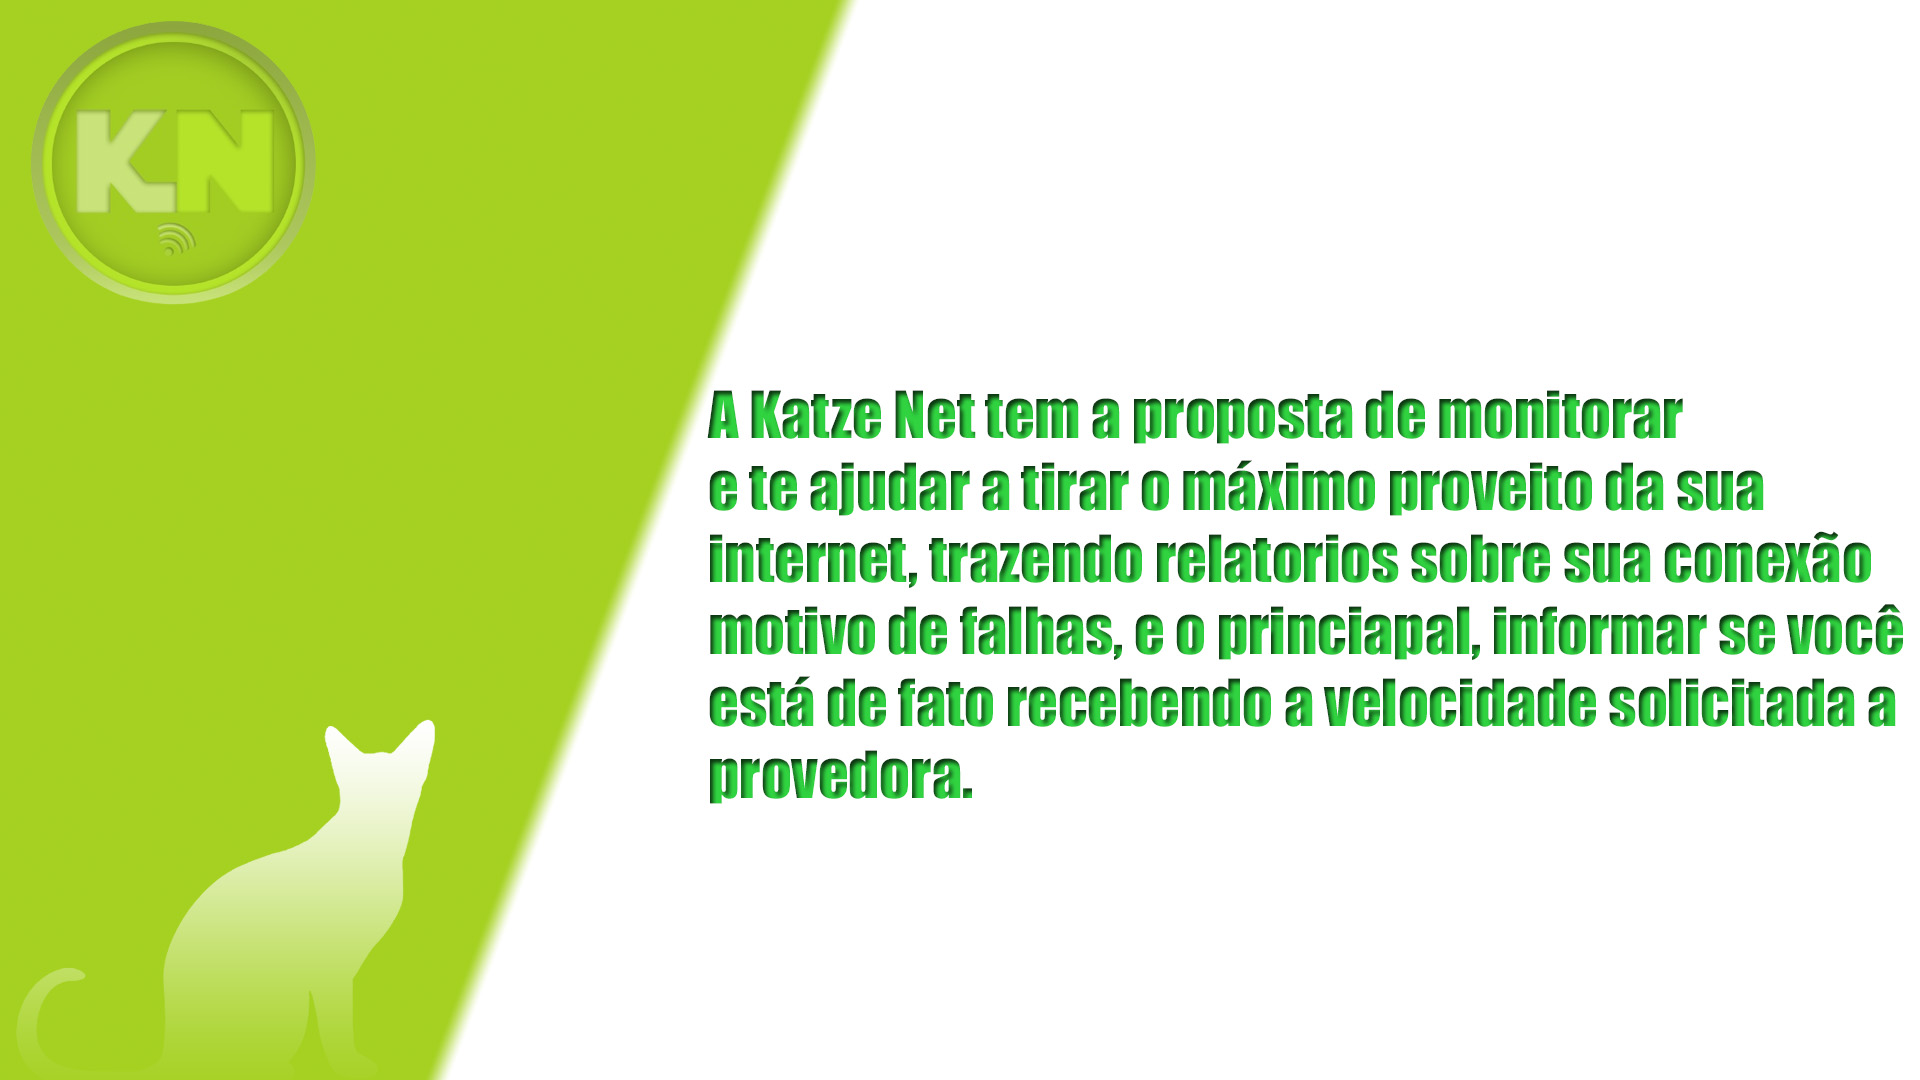 KN
A Katze Net tem a proposta de monitorar
e te ajudar a tirar o máximo proveito da sua
internet, trazendo relatorios sobre sua conexão
motivo de falhas, e o princiapal, informar se você
está de fato recebendo a velocidade solicitada a
provedora.